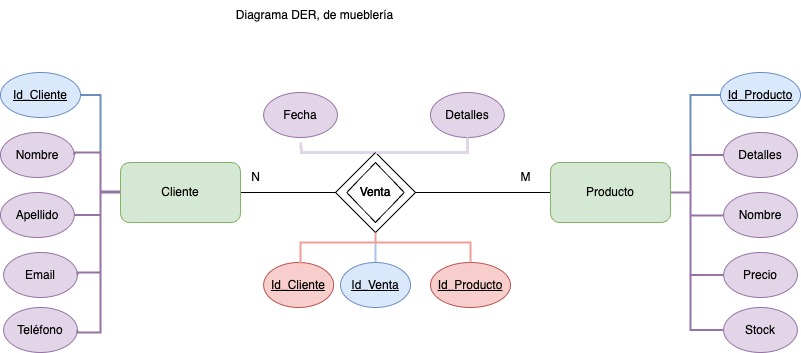 Diagrama DER, de mueblería
Id_Cliente
Nombre
Apellido
Email
Teléfono
Cliente
N
Fecha
Detalles
Venta
Id_Cliente
Id_Venta
Id_Producto
M
Producto
Id_Producto
Detalles
Nombre
Precio
Stock